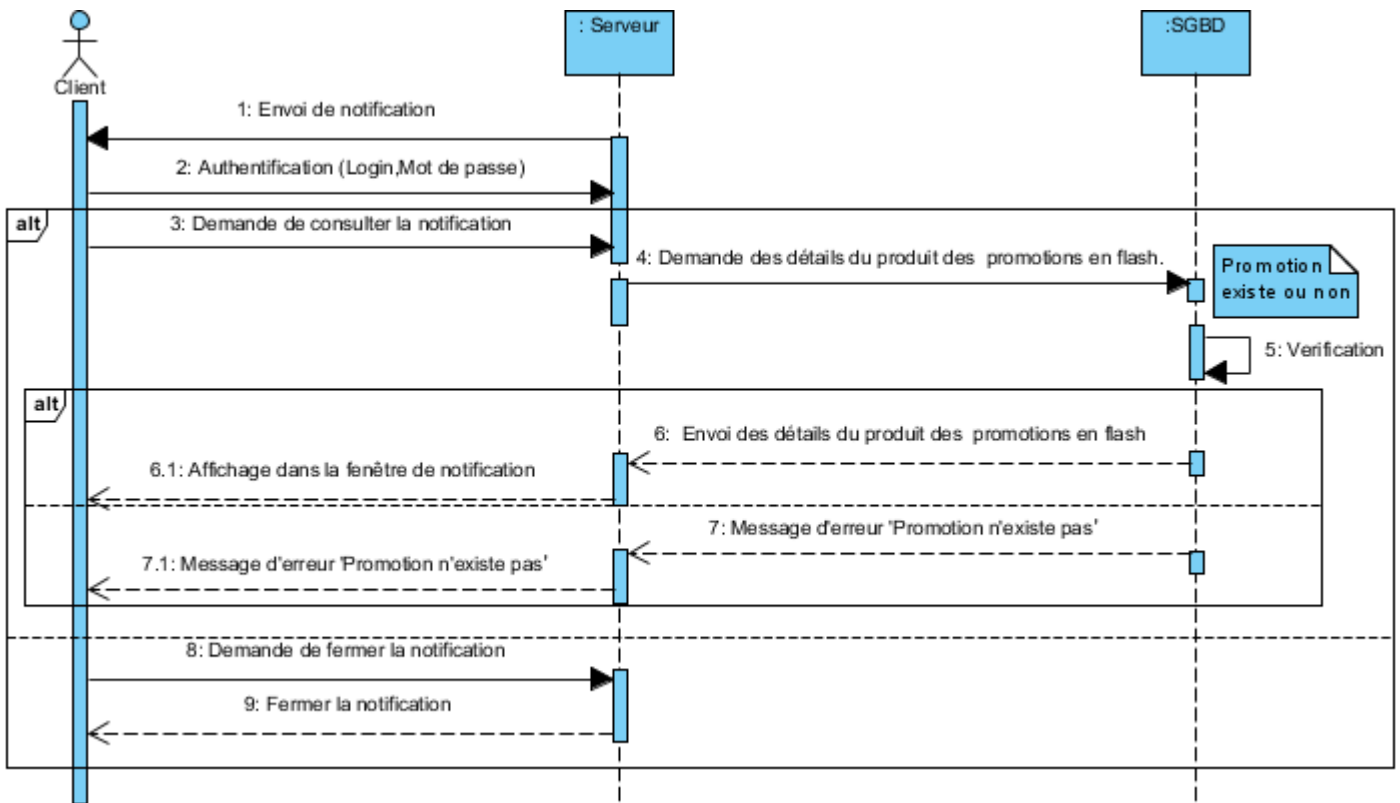 : Serveur
:SGBD
Client
1: Envoi de notification
2: Authentification (Login,Mot de passe)
alt
3: Demande de consulter la notification
4: Demande des détails du produit des promotions en flash.
Promotion
existe ou non
5: Verification
alt
6: Envoi des détails du produit des promotions en flash
6.1: Affichage dans la fenêtre de notification
7: Message d'erreur 'Promotion n'existe pas'
7.1: Message d'erreur 'Promotion n'existe pas'
8: Demande de fermer la notification
9: Fermer la notification